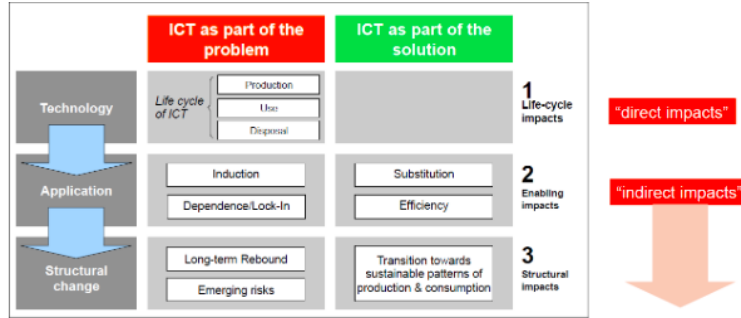 ICT as part of the
problem
ICT as part of the
solution
Technology
Life cycle
of ICT
Production
Use
Disposal
1
Life-cycle
impacts
"direct impacts"
Application
Induction
Dependence/Lock-In
Substitution
Efficiency
2
Enabling
impacts
"indirect impacts"
Structural
change
Long-term Rebound
Emerging risks
Transition towards
sustainable patterns of
production & consumption
3
Structural
impacts